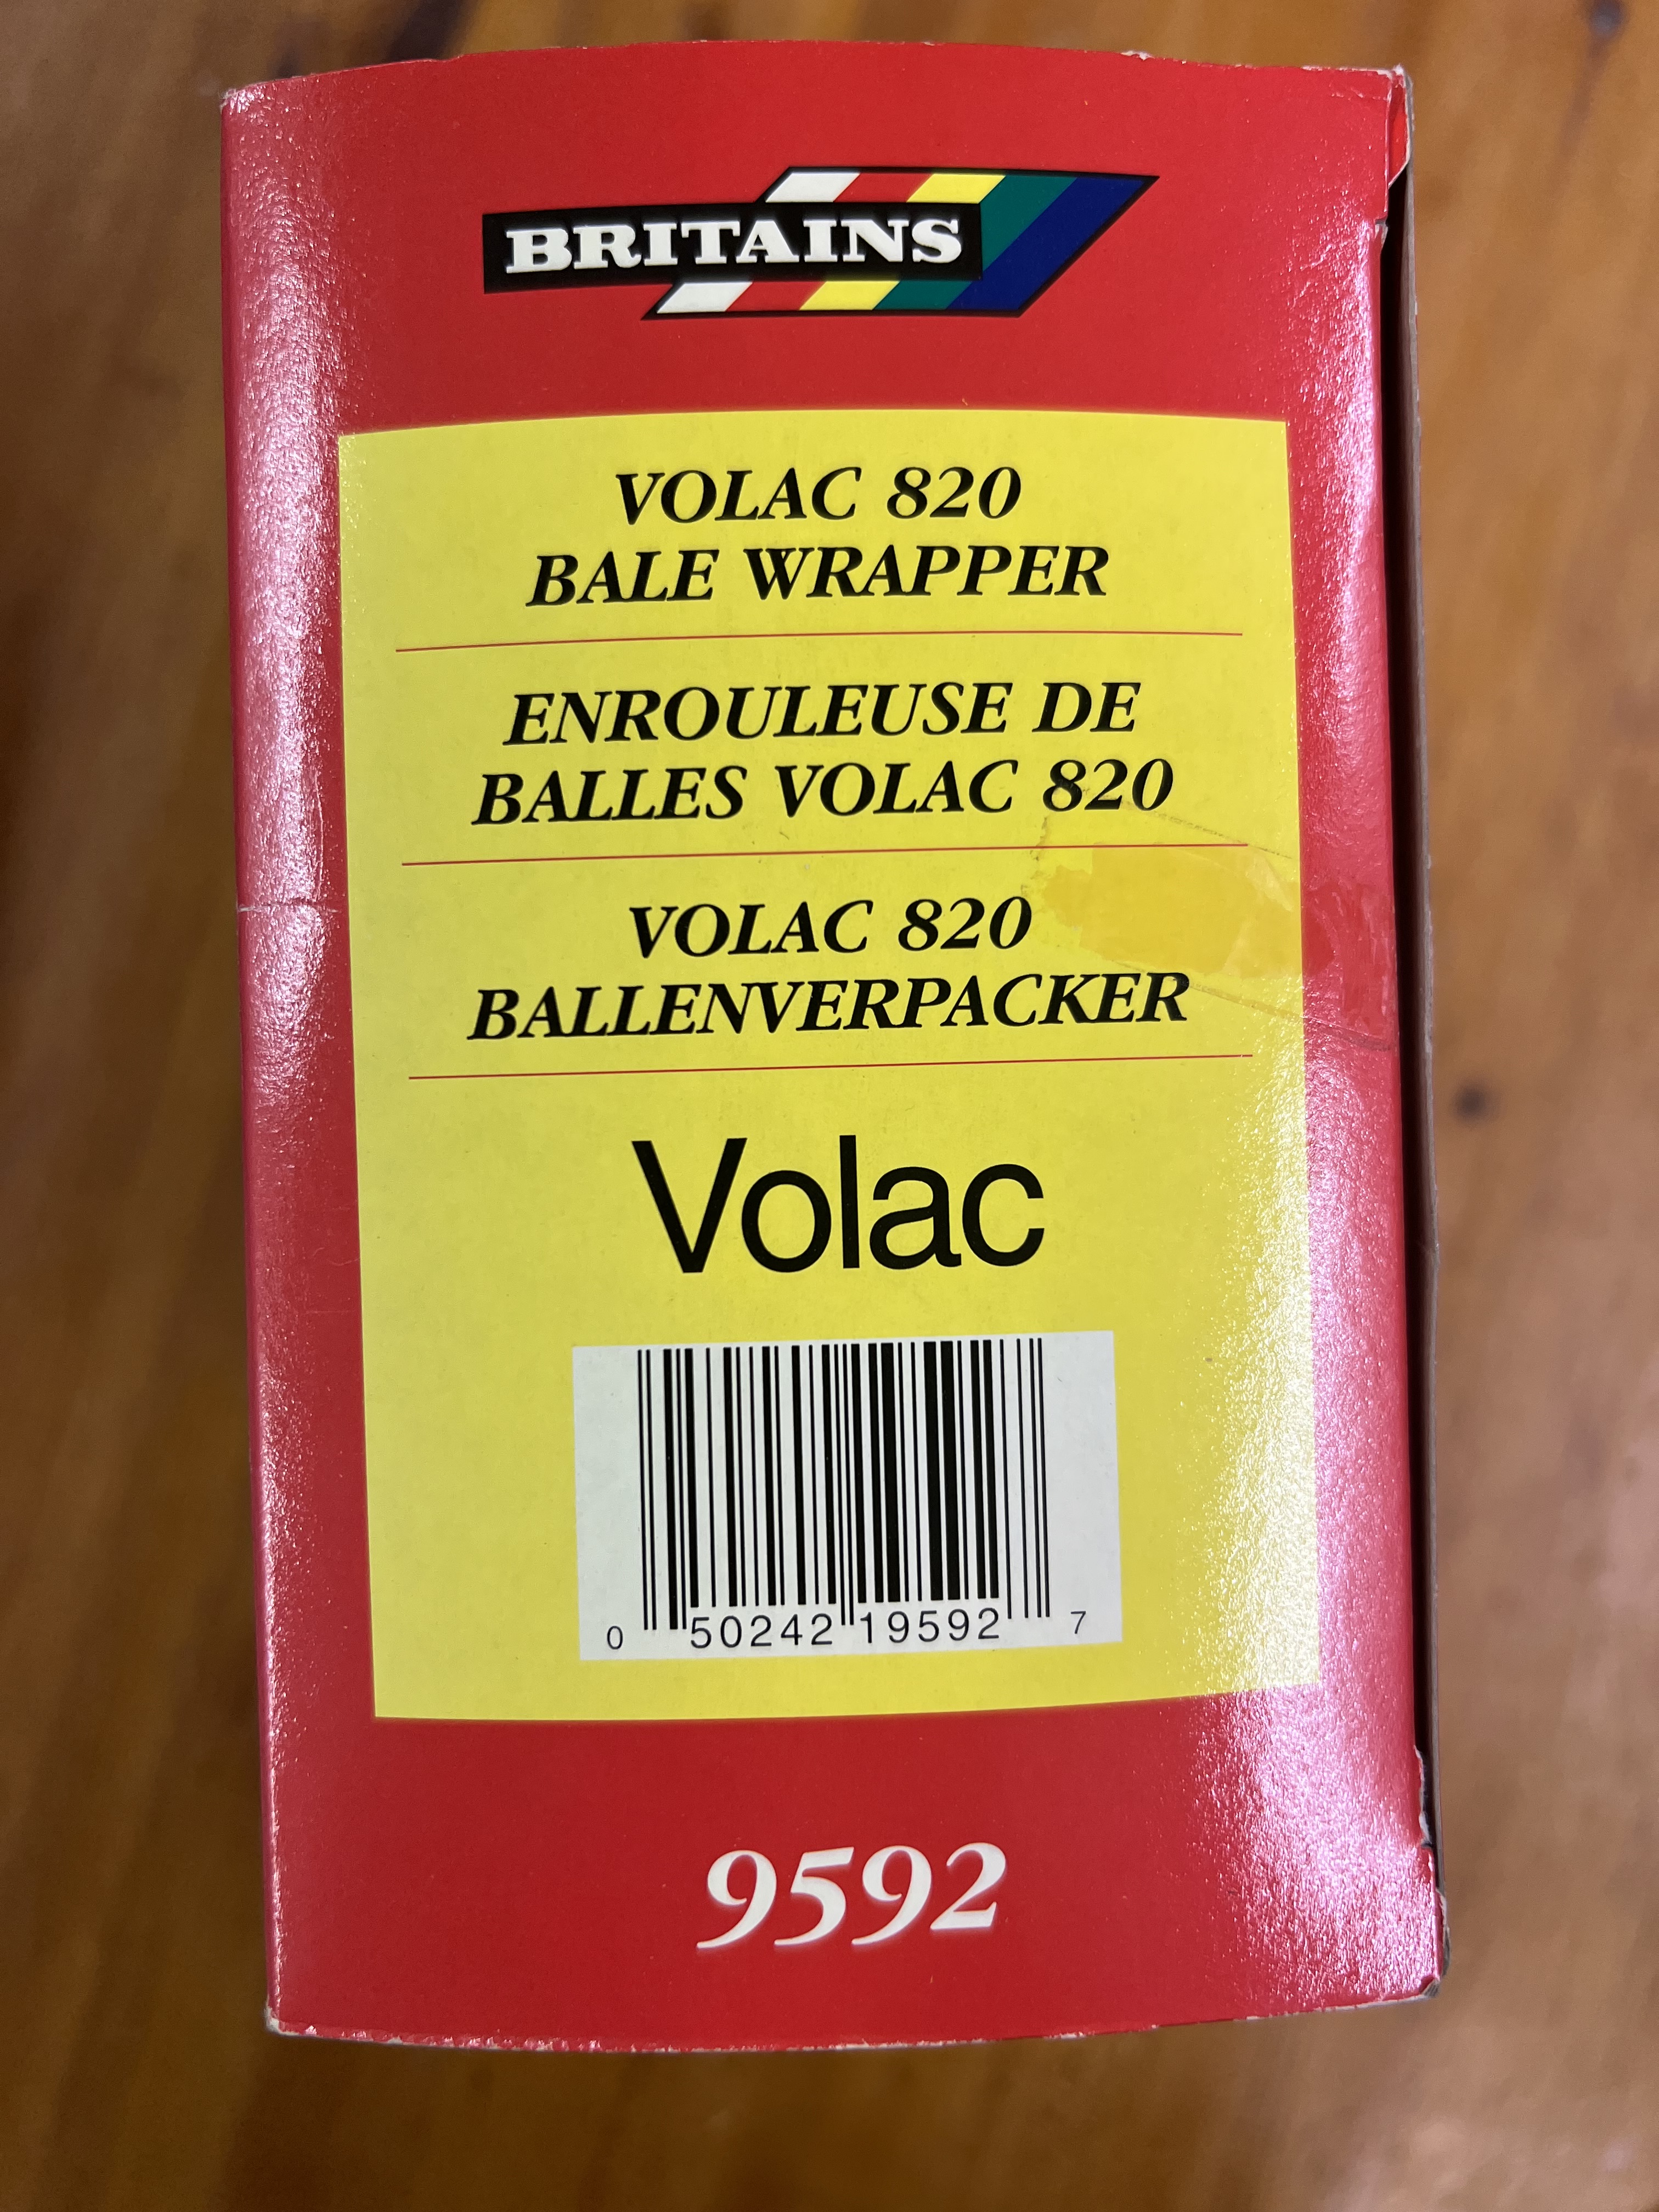 BRITAINS
VOLAC 820
BALE WRAPPER
ENROULEUSE DE
BALLES VOLAC 820
VOLAC 820
BALLENVERPACKER
Volac
0 50242 19592 7
9592